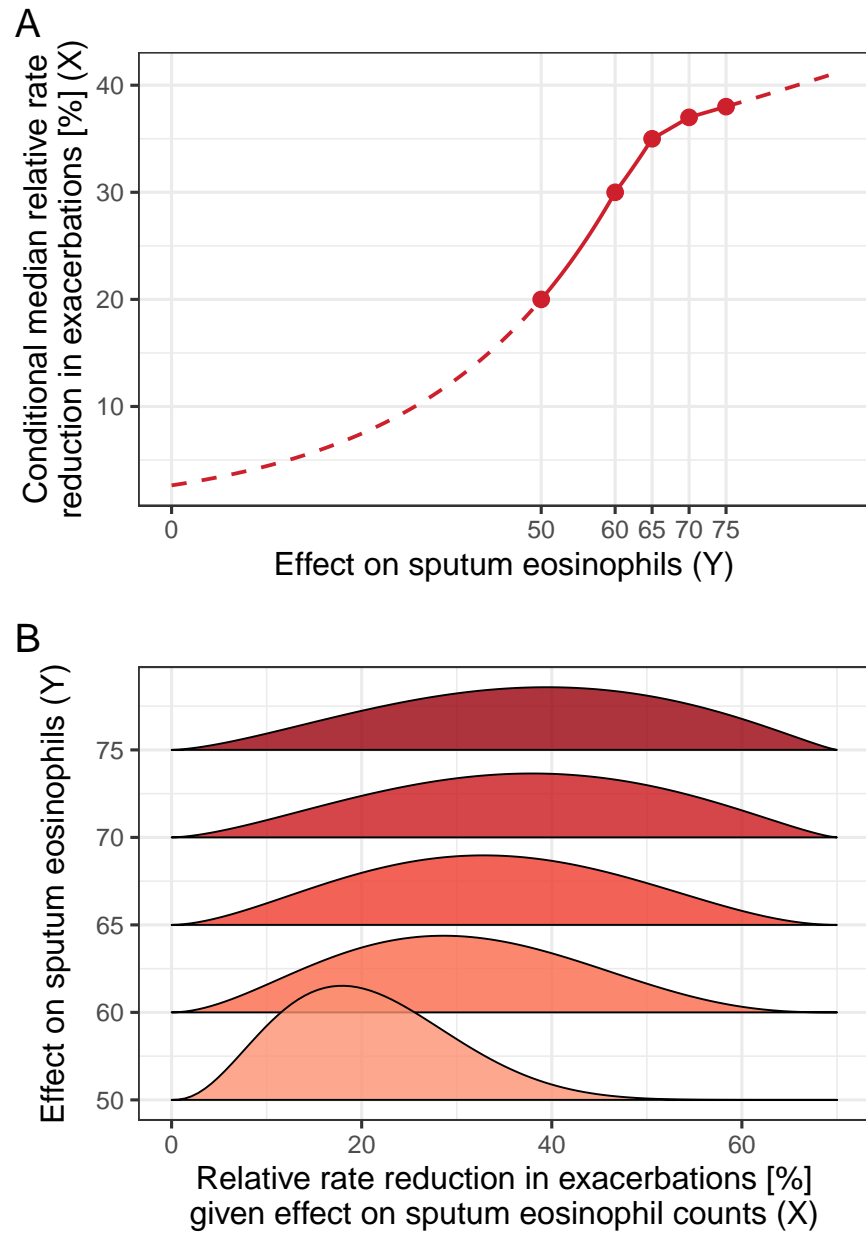 A
Conditional median relative rate
reduction in exacerbations [%] (X)
40
30
20
10
0
50
60
65
70
75
Effect on sputum eosinophils (Y)
B
Effect on sputum eosinophils (Y)
75
70
65
60
50
0
20
40
60
Relative rate reduction in exacerbations [%]
given effect on sputum eosinophil counts (X)